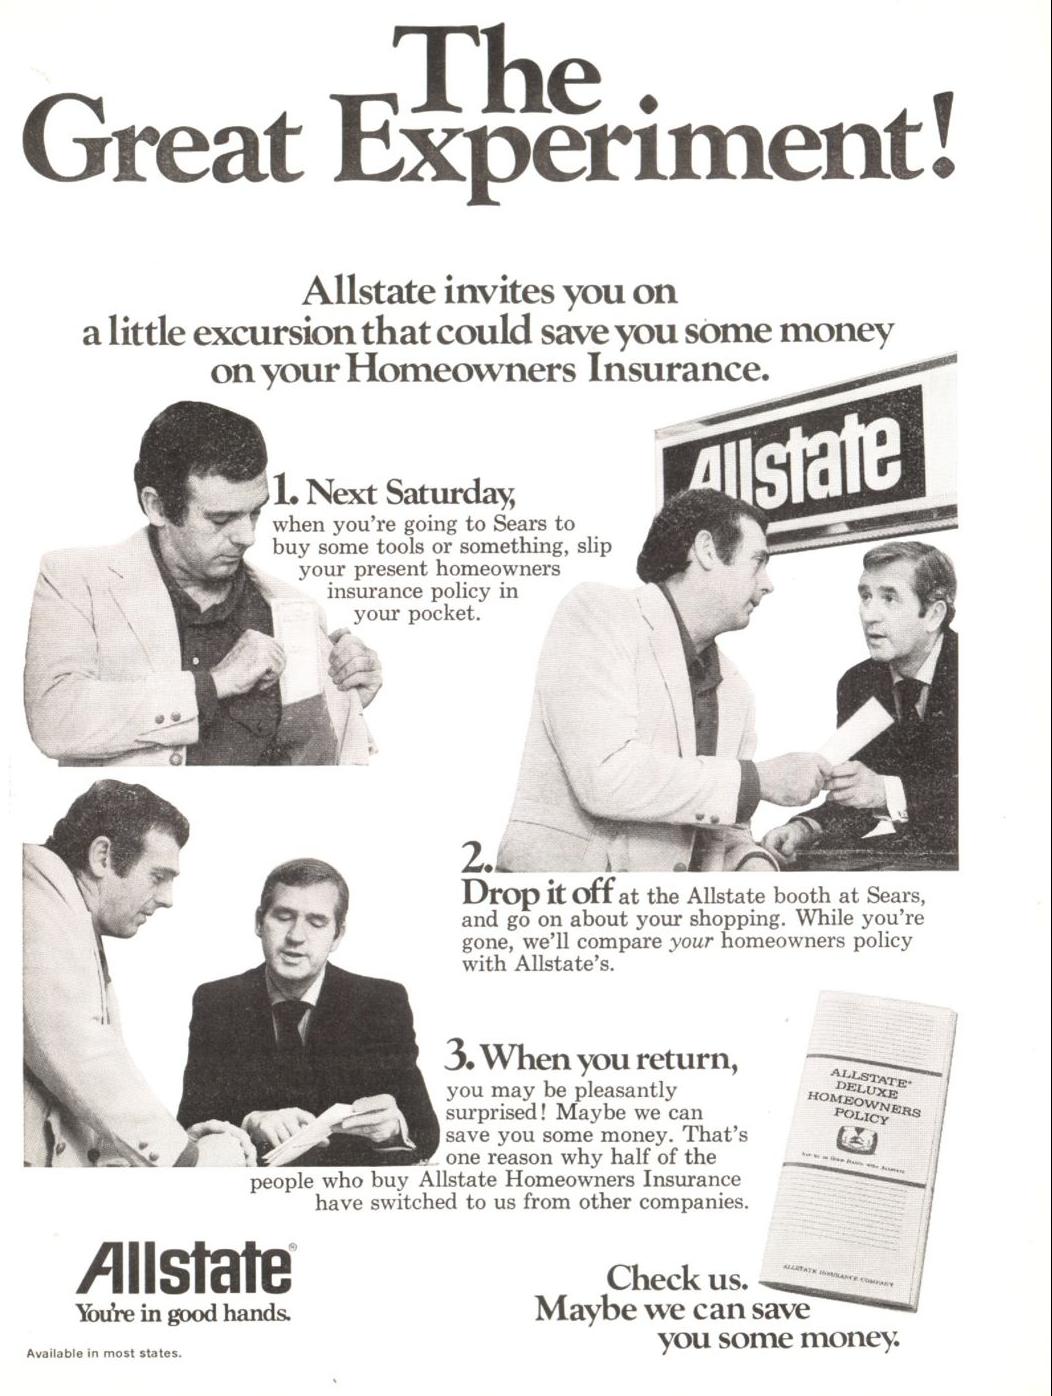 The
Great Experiment!
Allstate invites you on
a little excursion that could save you some money
on your Homeowners Insurance.
Allstate
1. Next Saturday,
when you're going to Sears to
buy some tools or something, slip
your present homeowners
insurance policy in
your pocket.
2.
Drop it off at the Allstate booth at Sears,
and go on about your shopping. While you're
gone, we'll compare your homeowners policy
with Allstate's.
3. When you return,
you may be pleasantly
surprised! Maybe we can
save you some money. That's
one reason why half of the
people who buy Allstate Homeowners Insurance
have switched to us from other companies.
ALLSTATE®
DELUXE
HOMEOWNERS
POLICY
ALLSTATE INSURANCE COMPANY
Allstate®
You're in good hands.
Check us.
Maybe we can save
you some money.
Available in most states.